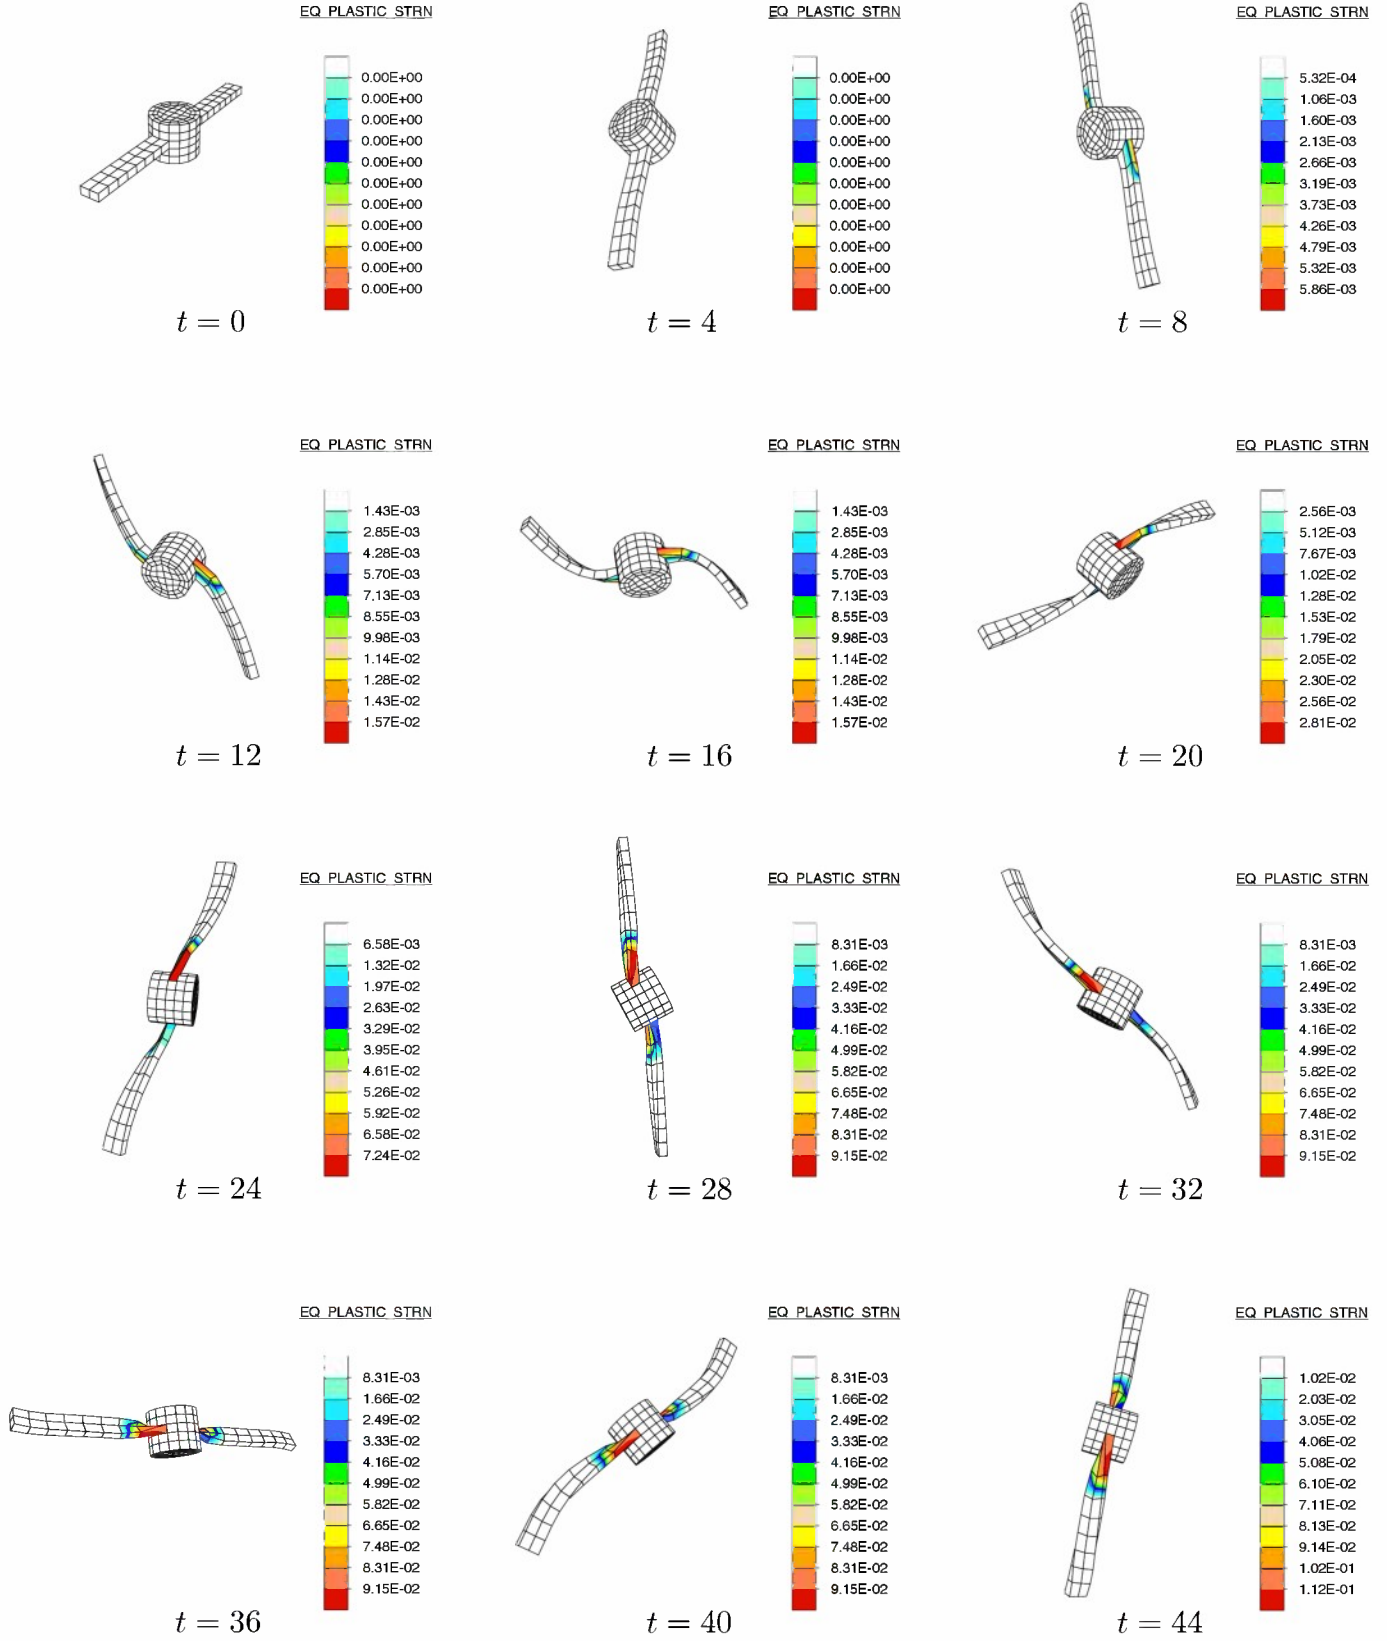 EQ PLASTIC STRN
0.00E+00
0.00E+00
0.00E+00
0.00E+00
0.00E+00
0.00E+00
0.00E+00
0.00E+00
0.00E+00
0.00E+00
0.00E+00
t = 0
EQ PLASTIC STRN
0.00E+00
0.00E+00
0.00E+00
0.00E+00
0.00E+00
0.00E+00
0.00E+00
0.00E+00
0.00E+00
0.00E+00
0.00E+00
t = 4
EQ PLASTIC STRN
5.32E-04
1.06E-03
1.60E-03
2.13E-03
2.66E-03
3.19E-03
3.73E-03
4.26E-03
4.79E-03
5.32E-03
5.86E-03
t = 8
EQ PLASTIC STRN
1.43E-03
2.85E-03
4.28E-03
5.70E-03
7.13E-03
8.55E-03
9.98E-03
1.14E-02
1.28E-02
1.43E-02
1.57E-02
t = 12
EQ PLASTIC STRN
1.43E-03
2.85E-03
4.28E-03
5.70E-03
7.13E-03
8.55E-03
9.98E-03
1.14E-02
1.28E-02
1.43E-02
1.57E-02
t = 16
EQ PLASTIC STRN
2.56E-03
5.12E-03
7.67E-03
1.02E-02
1.28E-02
1.53E-02
1.79E-02
2.05E-02
2.30E-02
2.56E-02
2.81E-02
t = 20
EQ PLASTIC STRN
6.58E-03
1.32E-02
1.97E-02
2.63E-02
3.29E-02
3.95E-02
4.61E-02
5.26E-02
5.92E-02
6.58E-02
7.24E-02
t = 24
EQ PLASTIC STRN
8.31E-03
1.66E-02
2.49E-02
3.33E-02
4.16E-02
4.99E-02
5.82E-02
6.65E-02
7.48E-02
8.31E-02
9.15E-02
t = 28
EQ PLASTIC STRN
8.31E-03
1.66E-02
2.49E-02
3.33E-02
4.16E-02
4.99E-02
5.82E-02
6.65E-02
7.48E-02
8.31E-02
9.15E-02
t = 32
EQ PLASTIC STRN
8.31E-03
1.66E-02
2.49E-02
3.33E-02
4.16E-02
4.99E-02
5.82E-02
6.65E-02
7.48E-02
8.31E-02
9.15E-02
t = 36
EQ PLASTIC STRN
8.31E-03
1.66E-02
2.49E-02
3.33E-02
4.16E-02
4.99E-02
5.82E-02
6.65E-02
7.48E-02
8.31E-02
9.15E-02
t = 40
EQ PLASTIC STRN
1.02E-02
2.03E-02
3.05E-02
4.06E-02
5.08E-02
6.10E-02
7.11E-02
8.13E-02
9.14E-02
1.02E-01
1.12E-01
t = 44